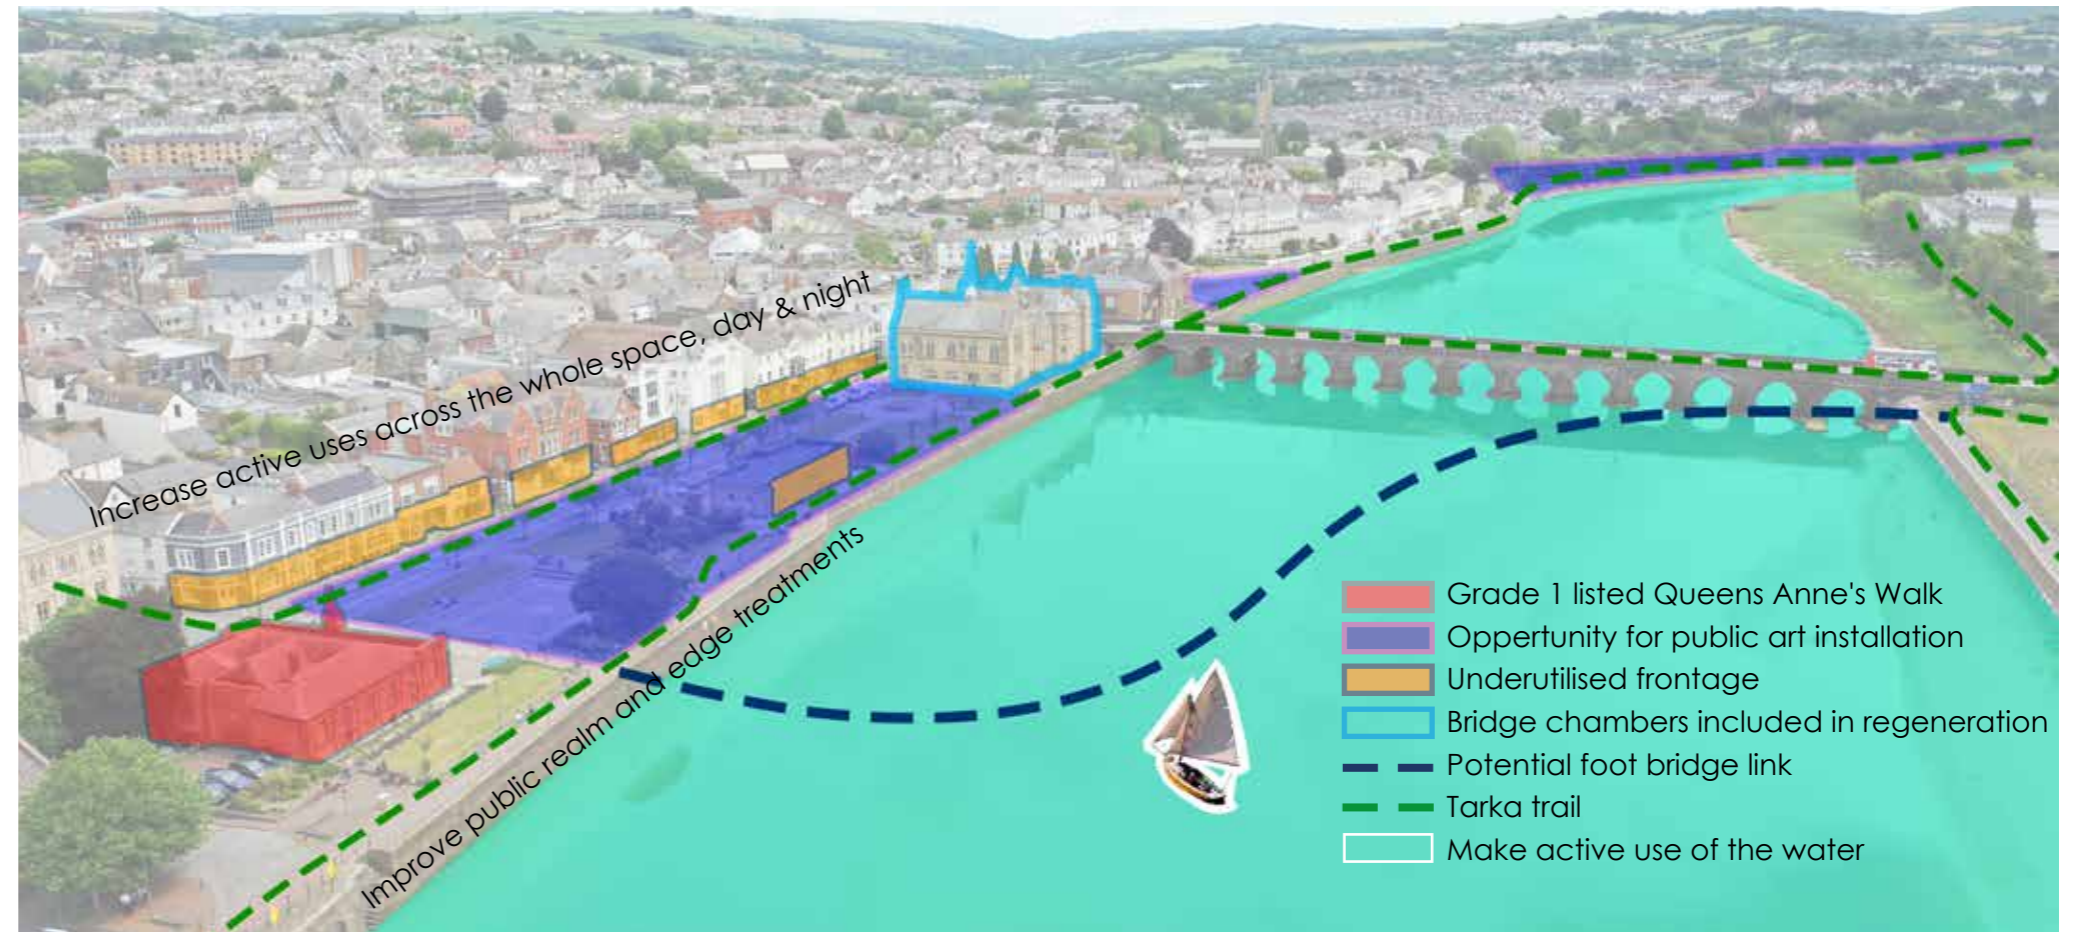 Increase active uses across the whole space, day & night
Improve public realm and edge treatments
Grade 1 listed Queens Anne's Walk
Oppertunity for public art installation
Underutilised frontage
Bridge chambers included in regeneration
Potential foot bridge link
Tarka trail
Make active use of the water